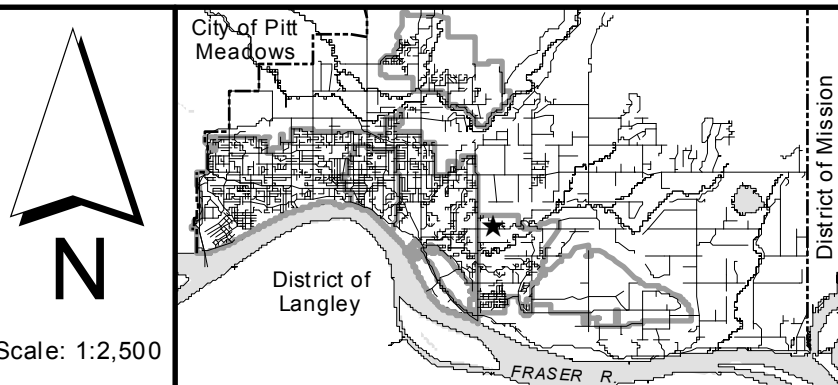 N
Scale: 1:2,500
City of Pitt
Meadows
District of
Langley
District of Mission
FRASER R.